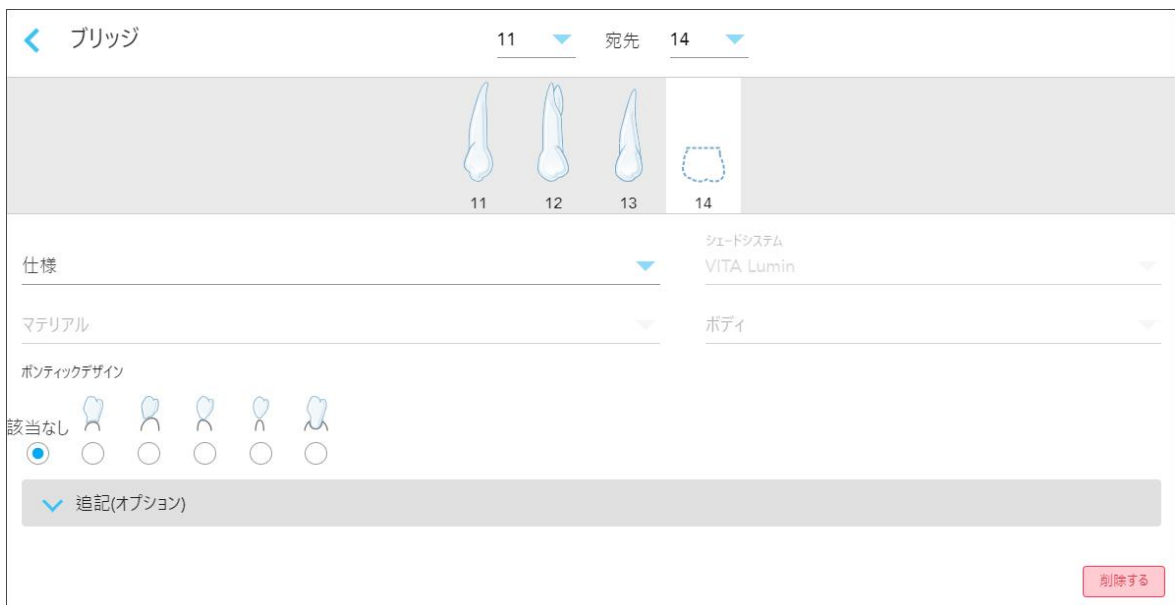 ブリッジ
11 宛先 14
11 12 13 14
仕様
シェードシステム
VITA Lumin
マテリアル
ボディ
ポンティックデザイン
該当なし
追記(オプション)
削除する